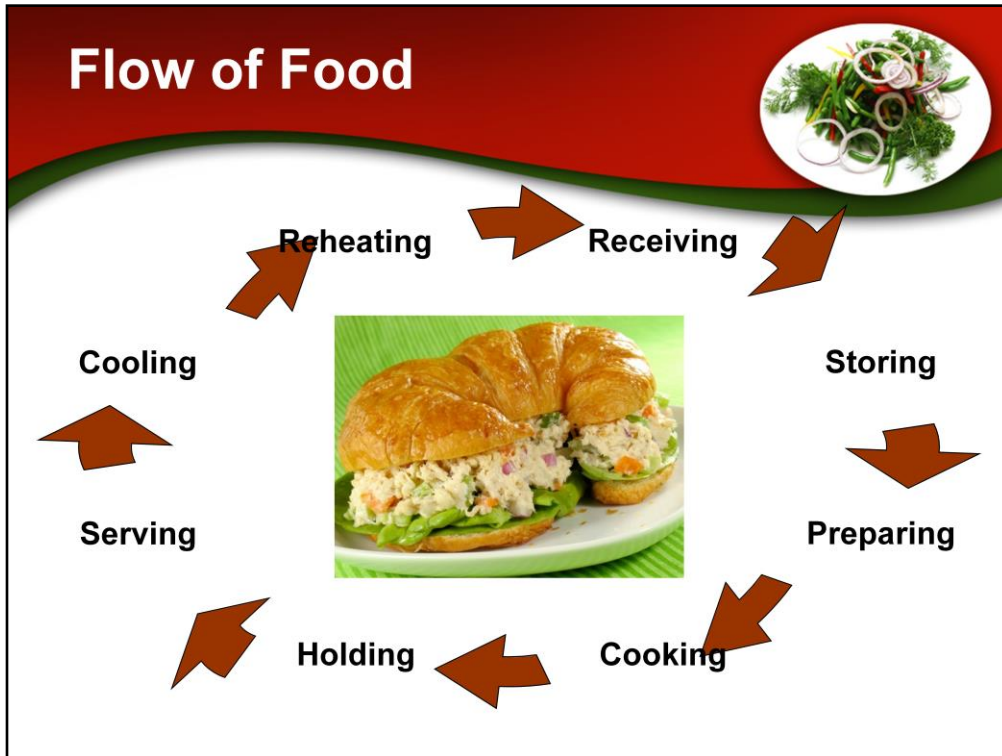 Flow of Food
Reheating
Receiving
Cooling
Storing
Serving
Preparing
Holding
Cooking